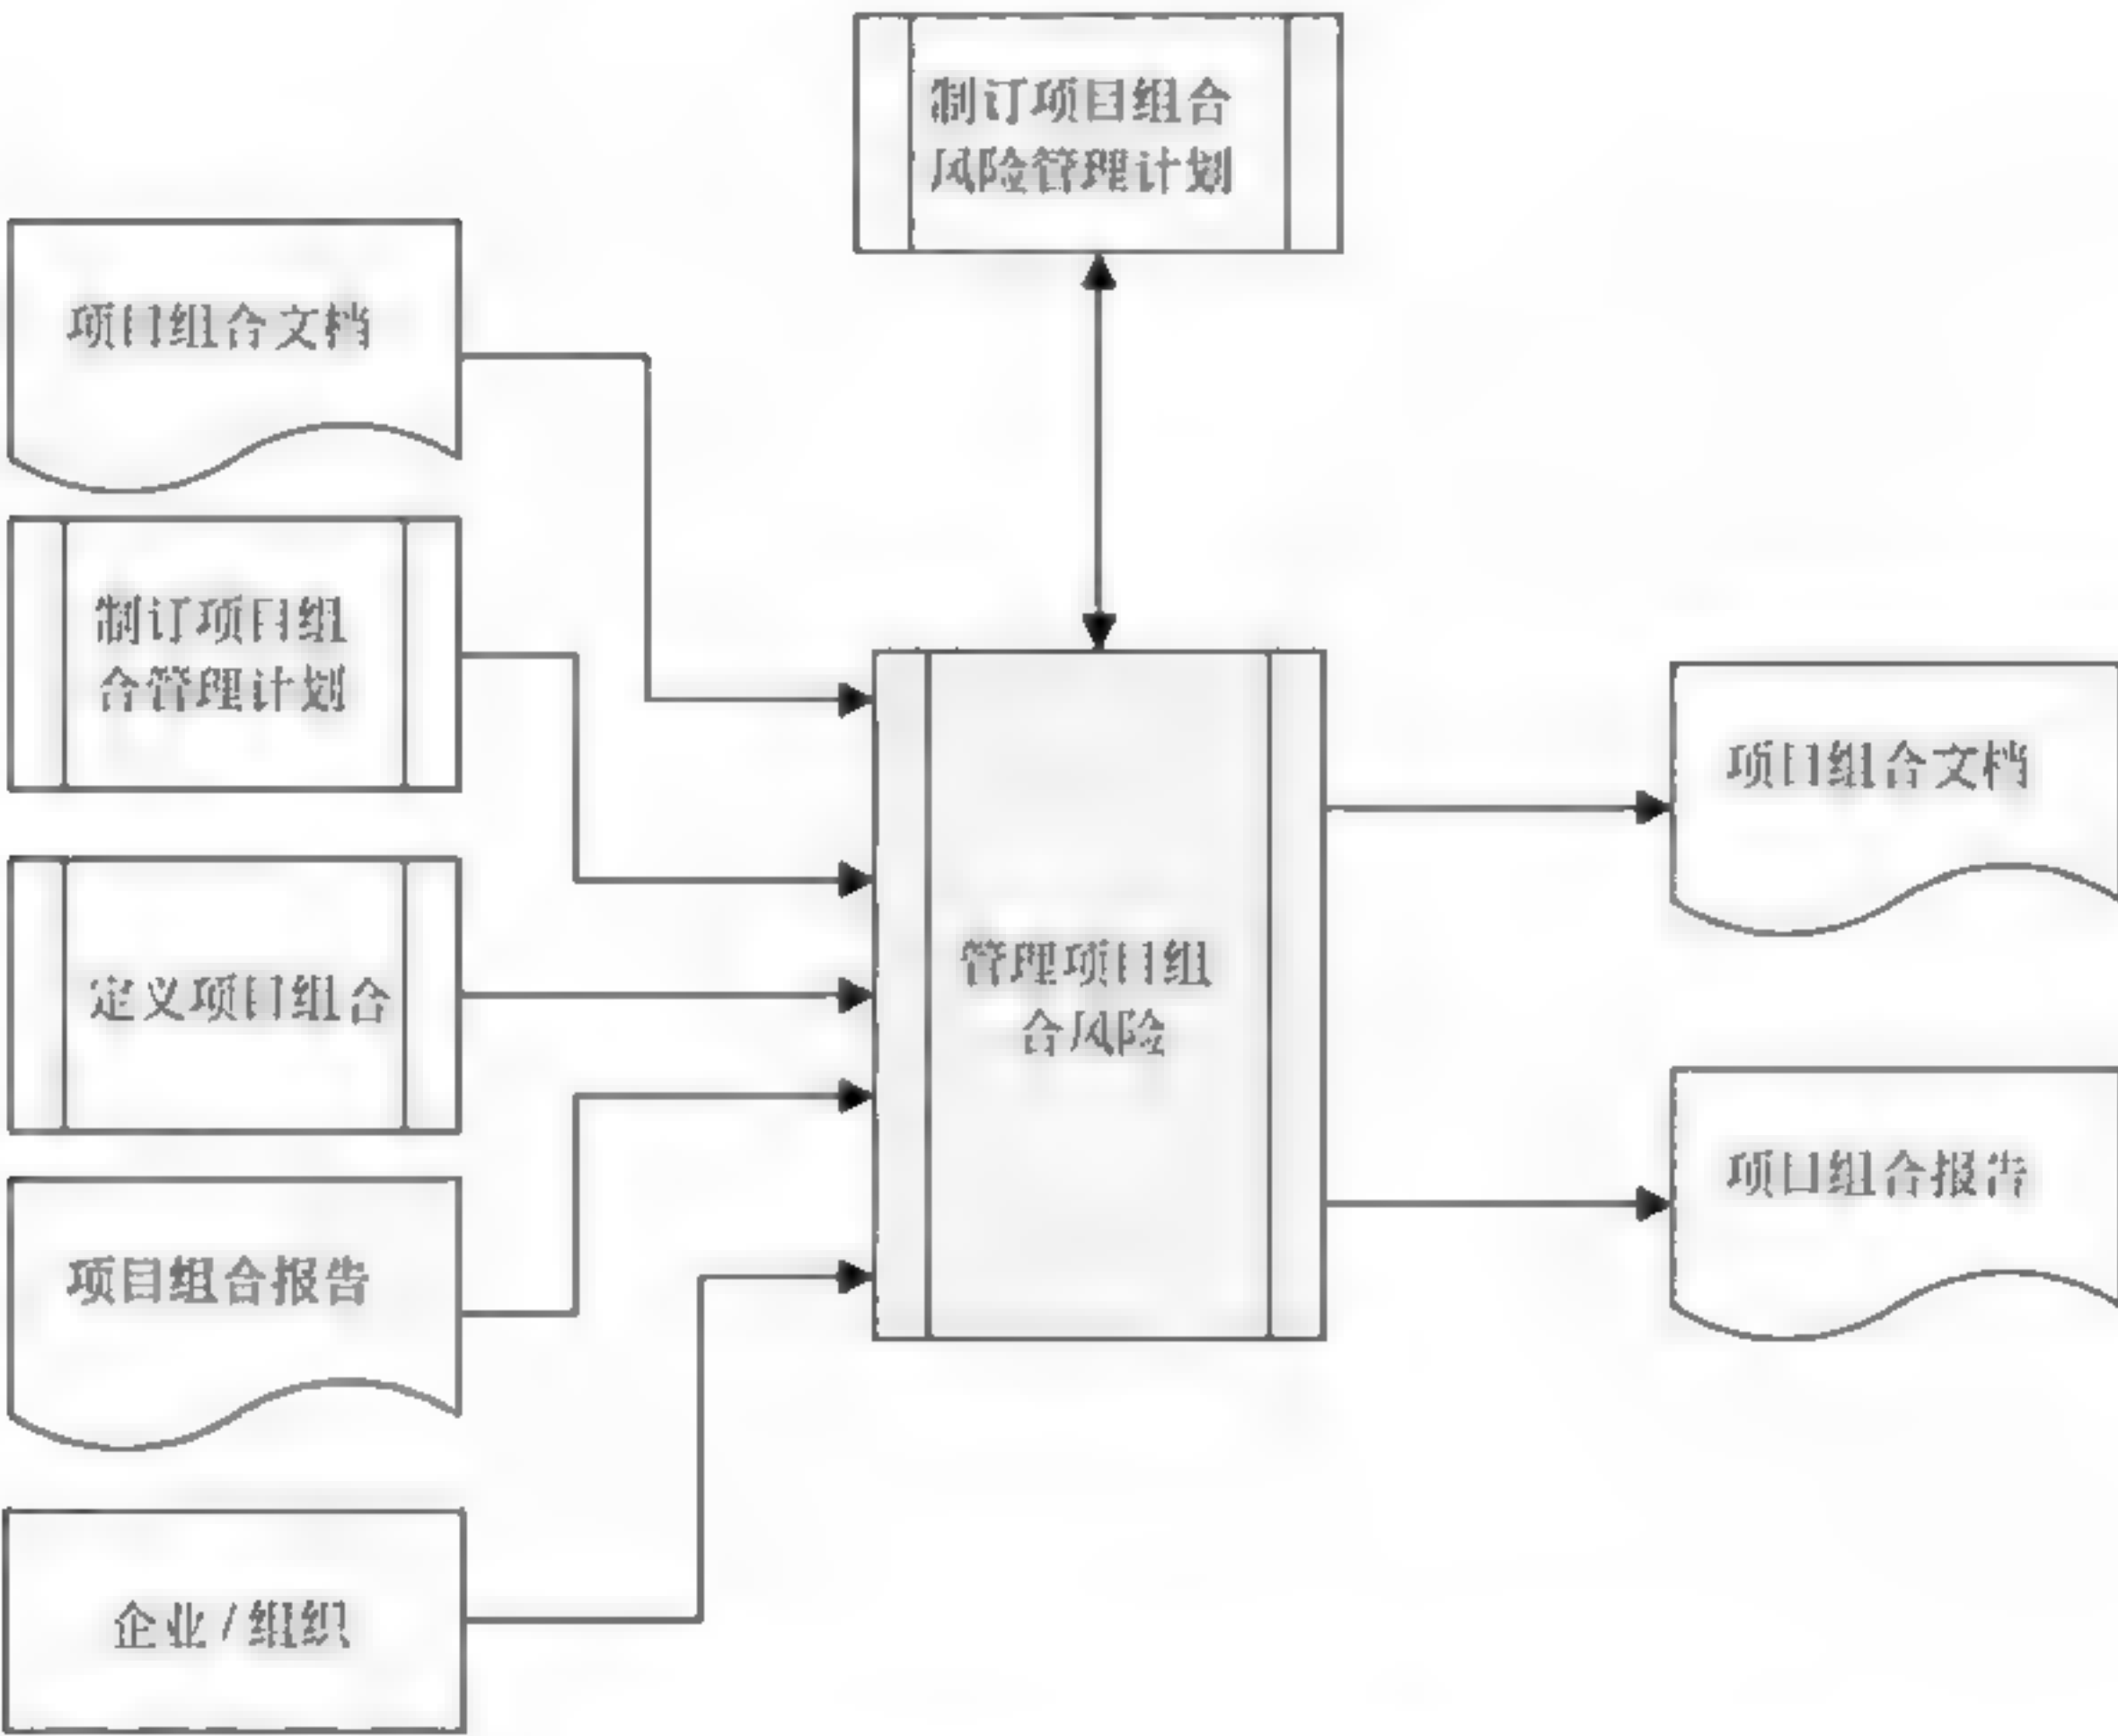 制订项目组合
风险管理计划
项目组合文档
制订项目组
合管理计划
定义项目组合
项目组合报告
企业/组织
管理项目组
合风险
项目组合文档
项目组合报告